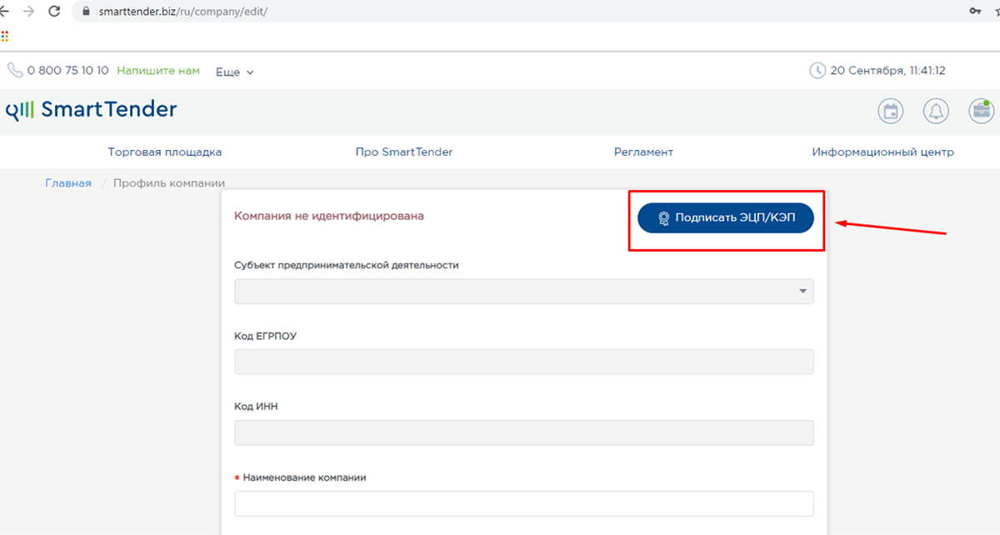 smarttender.biz/ru/company/edit/
0 800 75 10 10 Напишите нам Еще 20 Сентября, 11:41:12
SmartTender
Торговая площадка Про SmartTender Регламент Информационный центр
Главная / Профиль компании
Компания не идентифицирована Подписать ЭЦП/КЭП
Субъект предпринимательской деятельности
Код ЕГРПОУ
Код ИНН
* Наименование компании